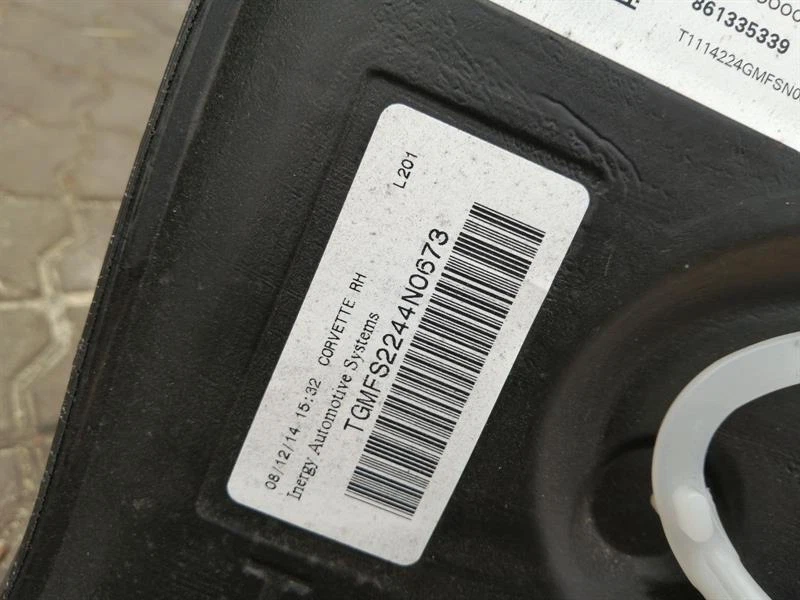 861335339
T1114224GMFSN0
L201
08/12/14 15:32 CORVETTE RH
Inergy Automotive Systems
TGMFS2244N0673